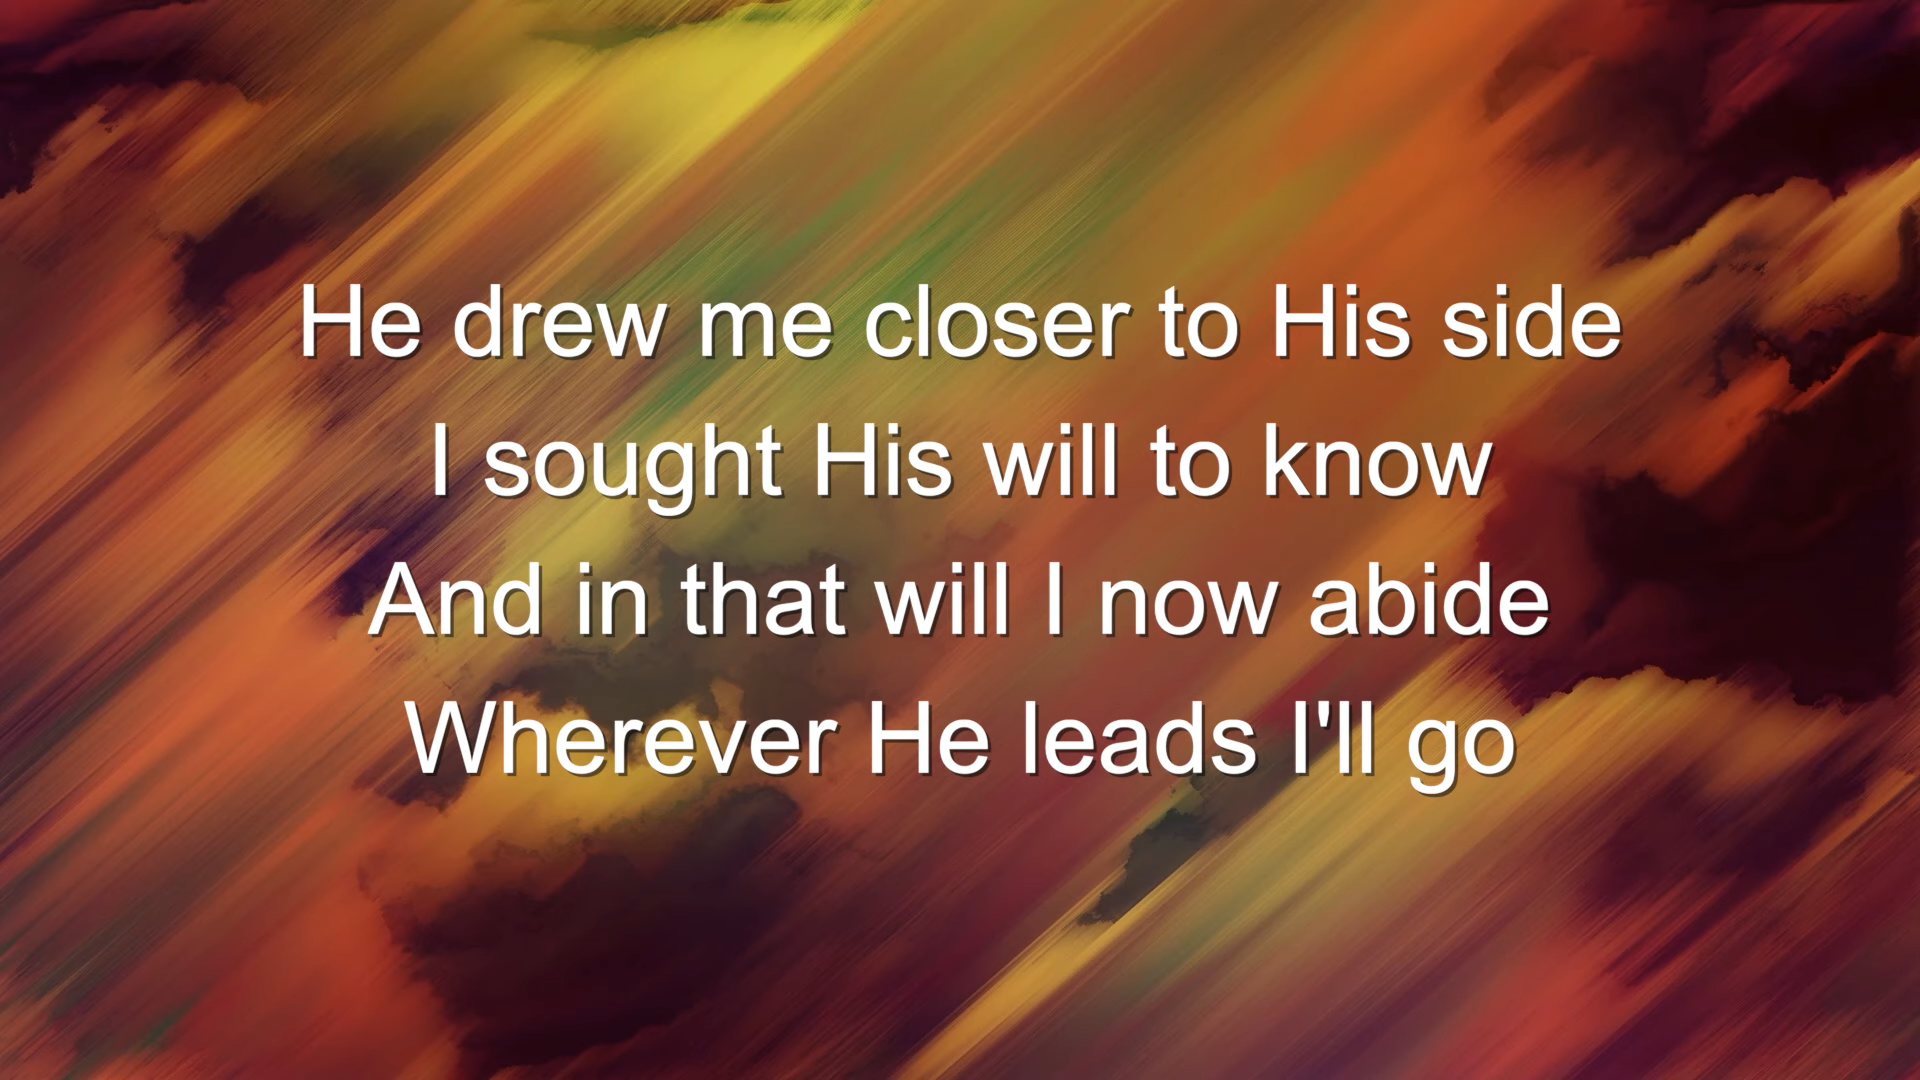 He drew me closer to His side
I sought His will to know
And in that will I now abide
Wherever He leads I'll go